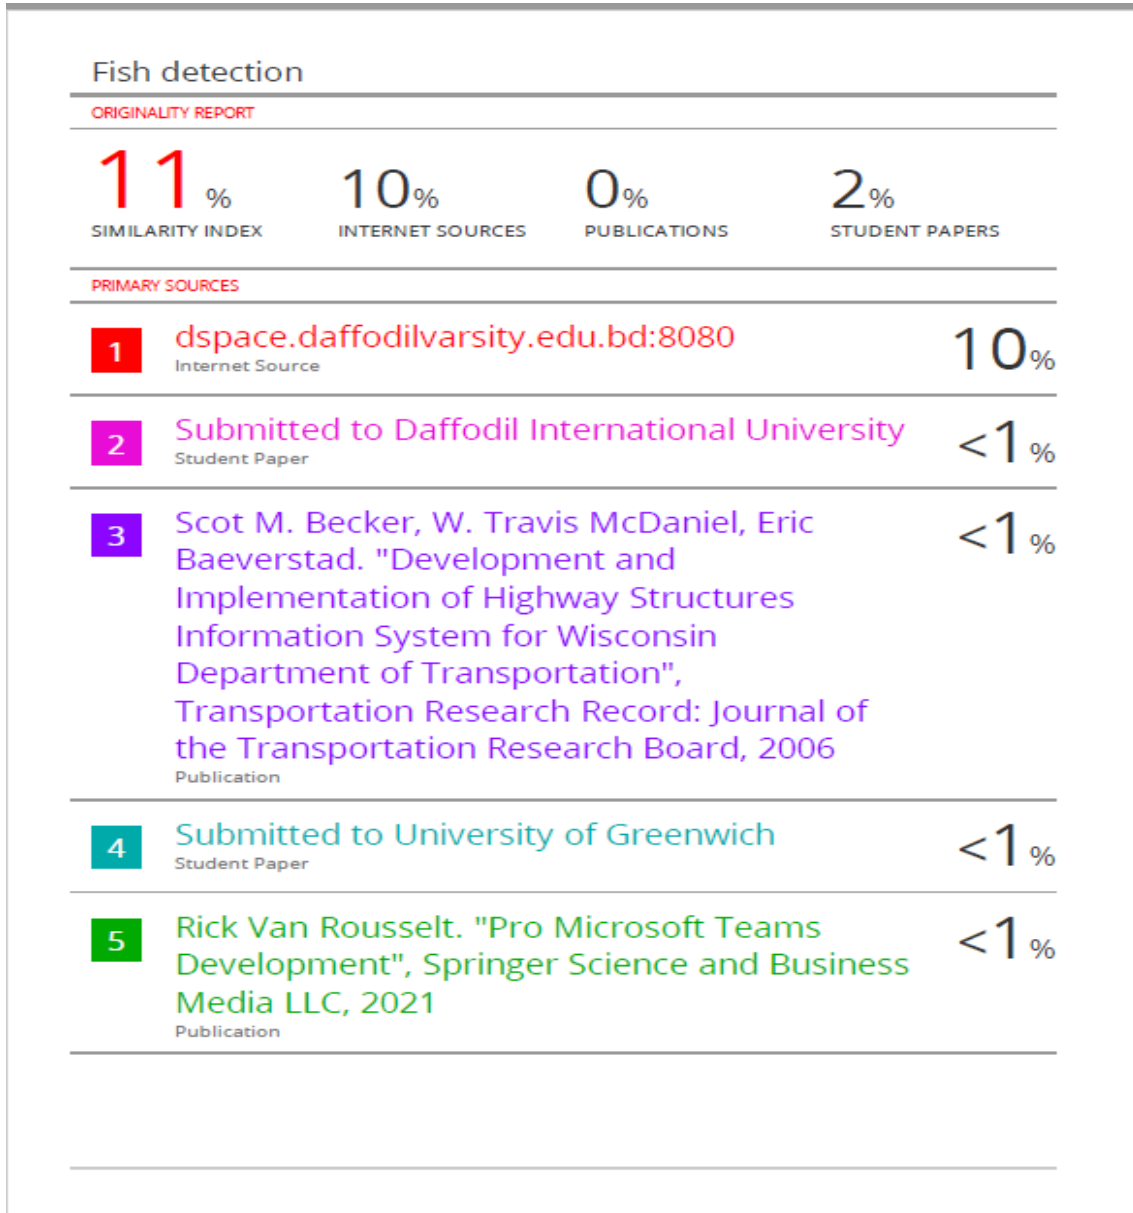 Fish detection
ORIGINALITY REPORT
11% 10% 0% 2%
SIMILARITY INDEX INTERNET SOURCES PUBLICATIONS STUDENT PAPERS
PRIMARY SOURCES
1 dspace.daffodilvarsity.edu.bd:8080 10%
Internet Source
2 Submitted to Daffodil International University <1%
Student Paper
3 Scot M. Becker, W. Travis McDaniel, Eric <1%
Baeverstad. "Development and
Implementation of Highway Structures
Information System for Wisconsin
Department of Transportation",
Transportation Research Record: Journal of
the Transportation Research Board, 2006
Publication
4 Submitted to University of Greenwich <1%
Student Paper
5 Rick Van Rousselt. "Pro Microsoft Teams <1%
Development", Springer Science and Business
Media LLC, 2021
Publication